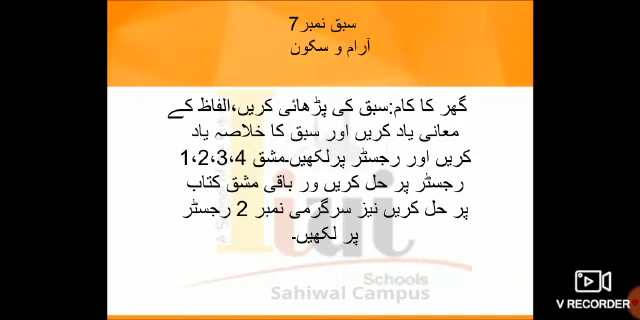 سبق نمبر7
آرام و سکون
گھر کا کام:سبق کی پڑھائی کریں،الفاظ کے
معانی یاد کریں اور سبق کا خلاصہ یاد
کریں اور رجسٹر پرلکھیں۔مشق 1،2،3،4
رجسٹر پر حل کریں ور باقی مشق کتاب
پر حل کریں نیز سرگرمی نمبر 2 رجسٹر
پر لکھیں۔
Schools
Sahiwal Campus
V RECORDER